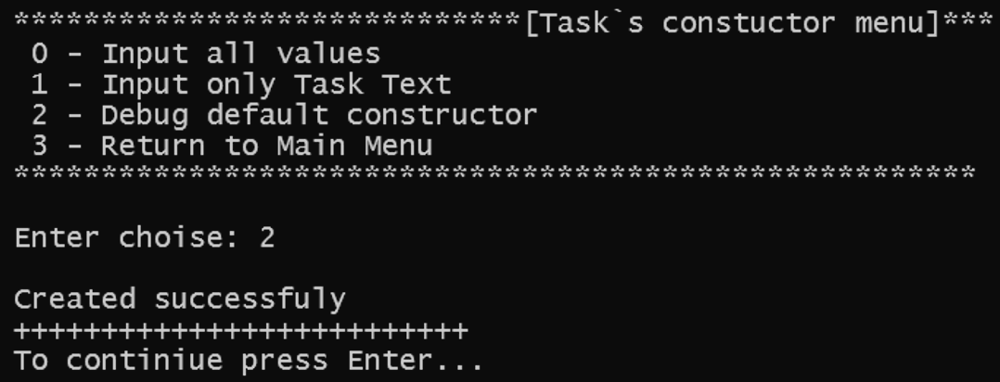 *****************************[Task`s constuctor menu]***
0 - Input all values
1 - Input only Task Text
2 - Debug default constructor
3 - Return to Main Menu
*******************************************************
Enter choise: 2
Created successfuly
++++++++++++++++++++++++++
To continiue press Enter...